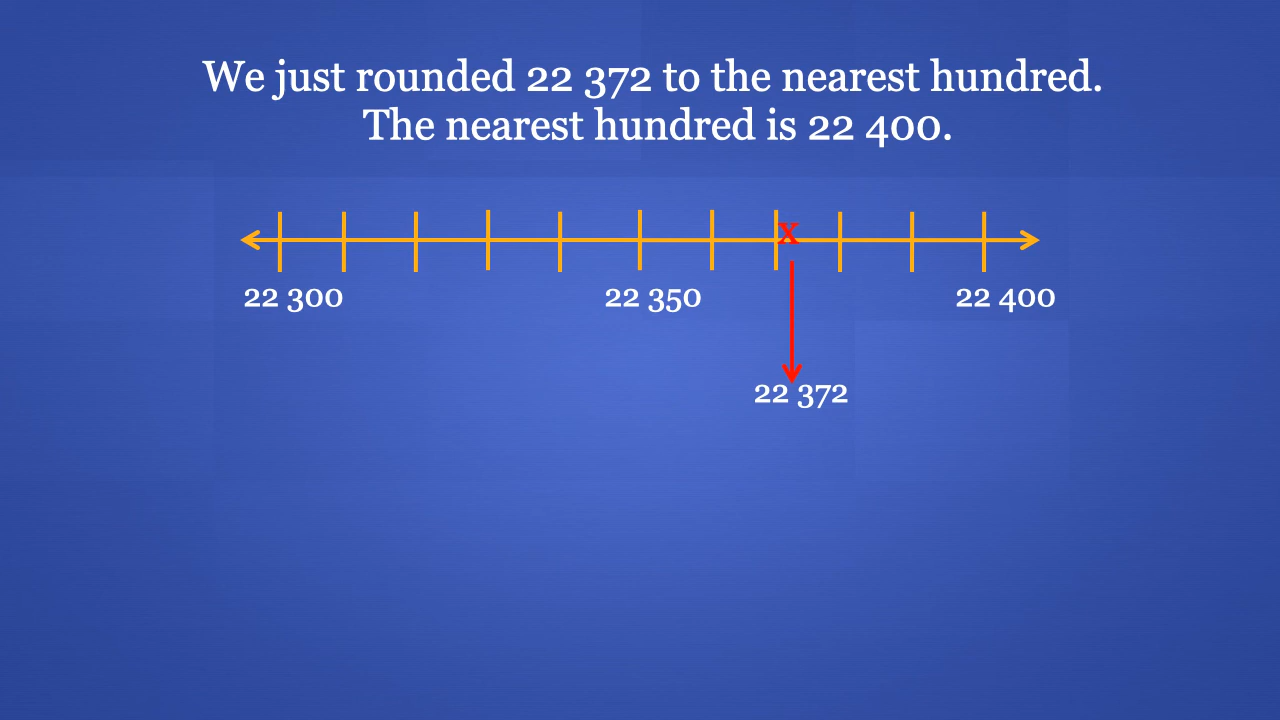 We just rounded 22 372 to the nearest hundred.
The nearest hundred is 22 400.
x
22 300
22 350
22 400
22 372